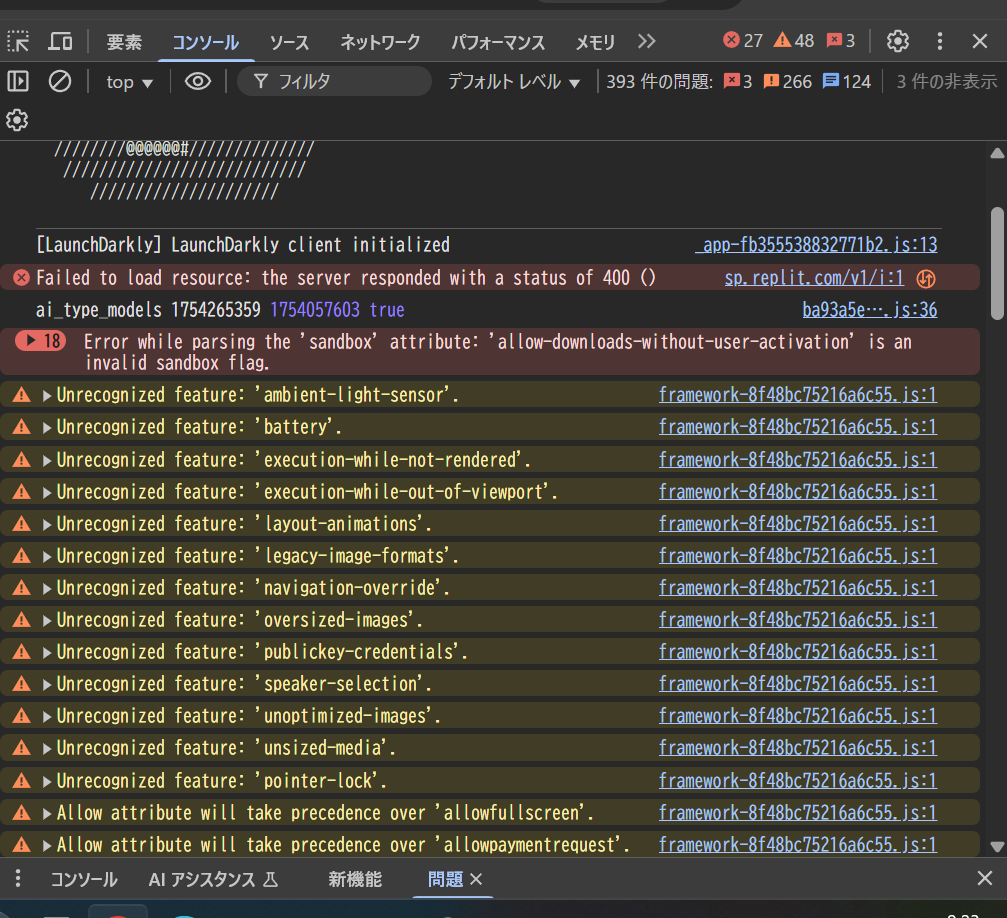 要素 コンソール ソース ネットワーク パフォーマンス メモリ 27 48 3
top フィルタ デフォルト レベル 393 件の問題: 3 266 124 3 件の非表示
////////@@@@@@#//////////////
///////////////////////////
/////////////////////
[LaunchDarkly] LaunchDarkly client initialized _app-fb355538832771b2.js:13
Failed to load resource: the server responded with a status of 400 () sp.replit.com/v1/i:1
ai_type_models 1754265359 1754057603 true ba93a5e….js:36
18 Error while parsing the 'sandbox' attribute: 'allow-downloads-without-user-activation' is an
invalid sandbox flag.
Unrecognized feature: 'ambient-light-sensor'. framework-8f48bc75216a6c55.js:1
Unrecognized feature: 'battery'. framework-8f48bc75216a6c55.js:1
Unrecognized feature: 'execution-while-not-rendered'. framework-8f48bc75216a6c55.js:1
Unrecognized feature: 'execution-while-out-of-viewport'. framework-8f48bc75216a6c55.js:1
Unrecognized feature: 'layout-animations'. framework-8f48bc75216a6c55.js:1
Unrecognized feature: 'legacy-image-formats'. framework-8f48bc75216a6c55.js:1
Unrecognized feature: 'navigation-override'. framework-8f48bc75216a6c55.js:1
Unrecognized feature: 'oversized-images'. framework-8f48bc75216a6c55.js:1
Unrecognized feature: 'publickey-credentials'. framework-8f48bc75216a6c55.js:1
Unrecognized feature: 'speaker-selection'. framework-8f48bc75216a6c55.js:1
Unrecognized feature: 'unoptimized-images'. framework-8f48bc75216a6c55.js:1
Unrecognized feature: 'unsized-media'. framework-8f48bc75216a6c55.js:1
Unrecognized feature: 'pointer-lock'. framework-8f48bc75216a6c55.js:1
Allow attribute will take precedence over 'allowfullscreen'. framework-8f48bc75216a6c55.js:1
Allow attribute will take precedence over 'allowpaymentrequest'. framework-8f48bc75216a6c55.js:1
コンソール AI アシスタンス 新機能 問題